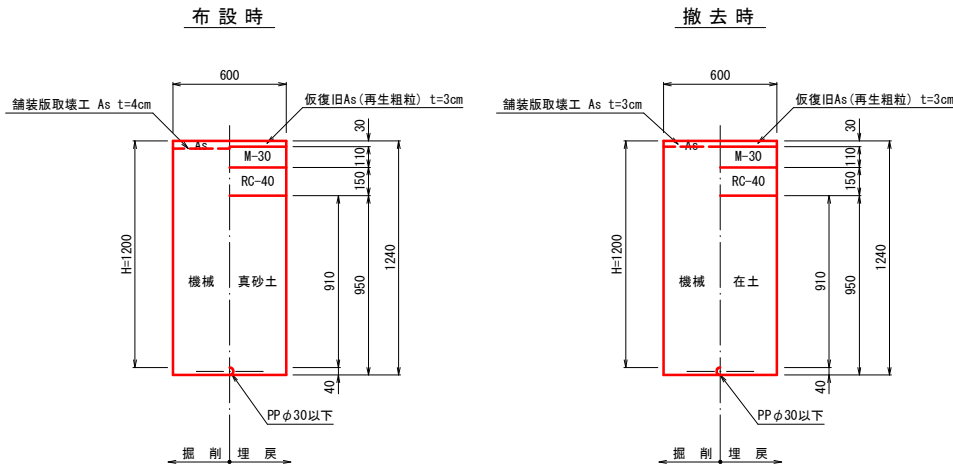 布設時
600
舗装版取壊工 As t=4cm
仮復旧As(再生粗粒) t=3cm
As
M-30
RC-40
30
110
150
H=1200
機械
真砂土
910
950
1240
40
PPφ30以下
掘 削
埋 戻
撤去時
600
舗装版取壊工 As t=3cm
仮復旧As(再生粗粒) t=3cm
As
M-30
RC-40
30
110
150
H=1200
機械
在土
910
950
1240
40
PPφ30以下
掘 削
埋 戻